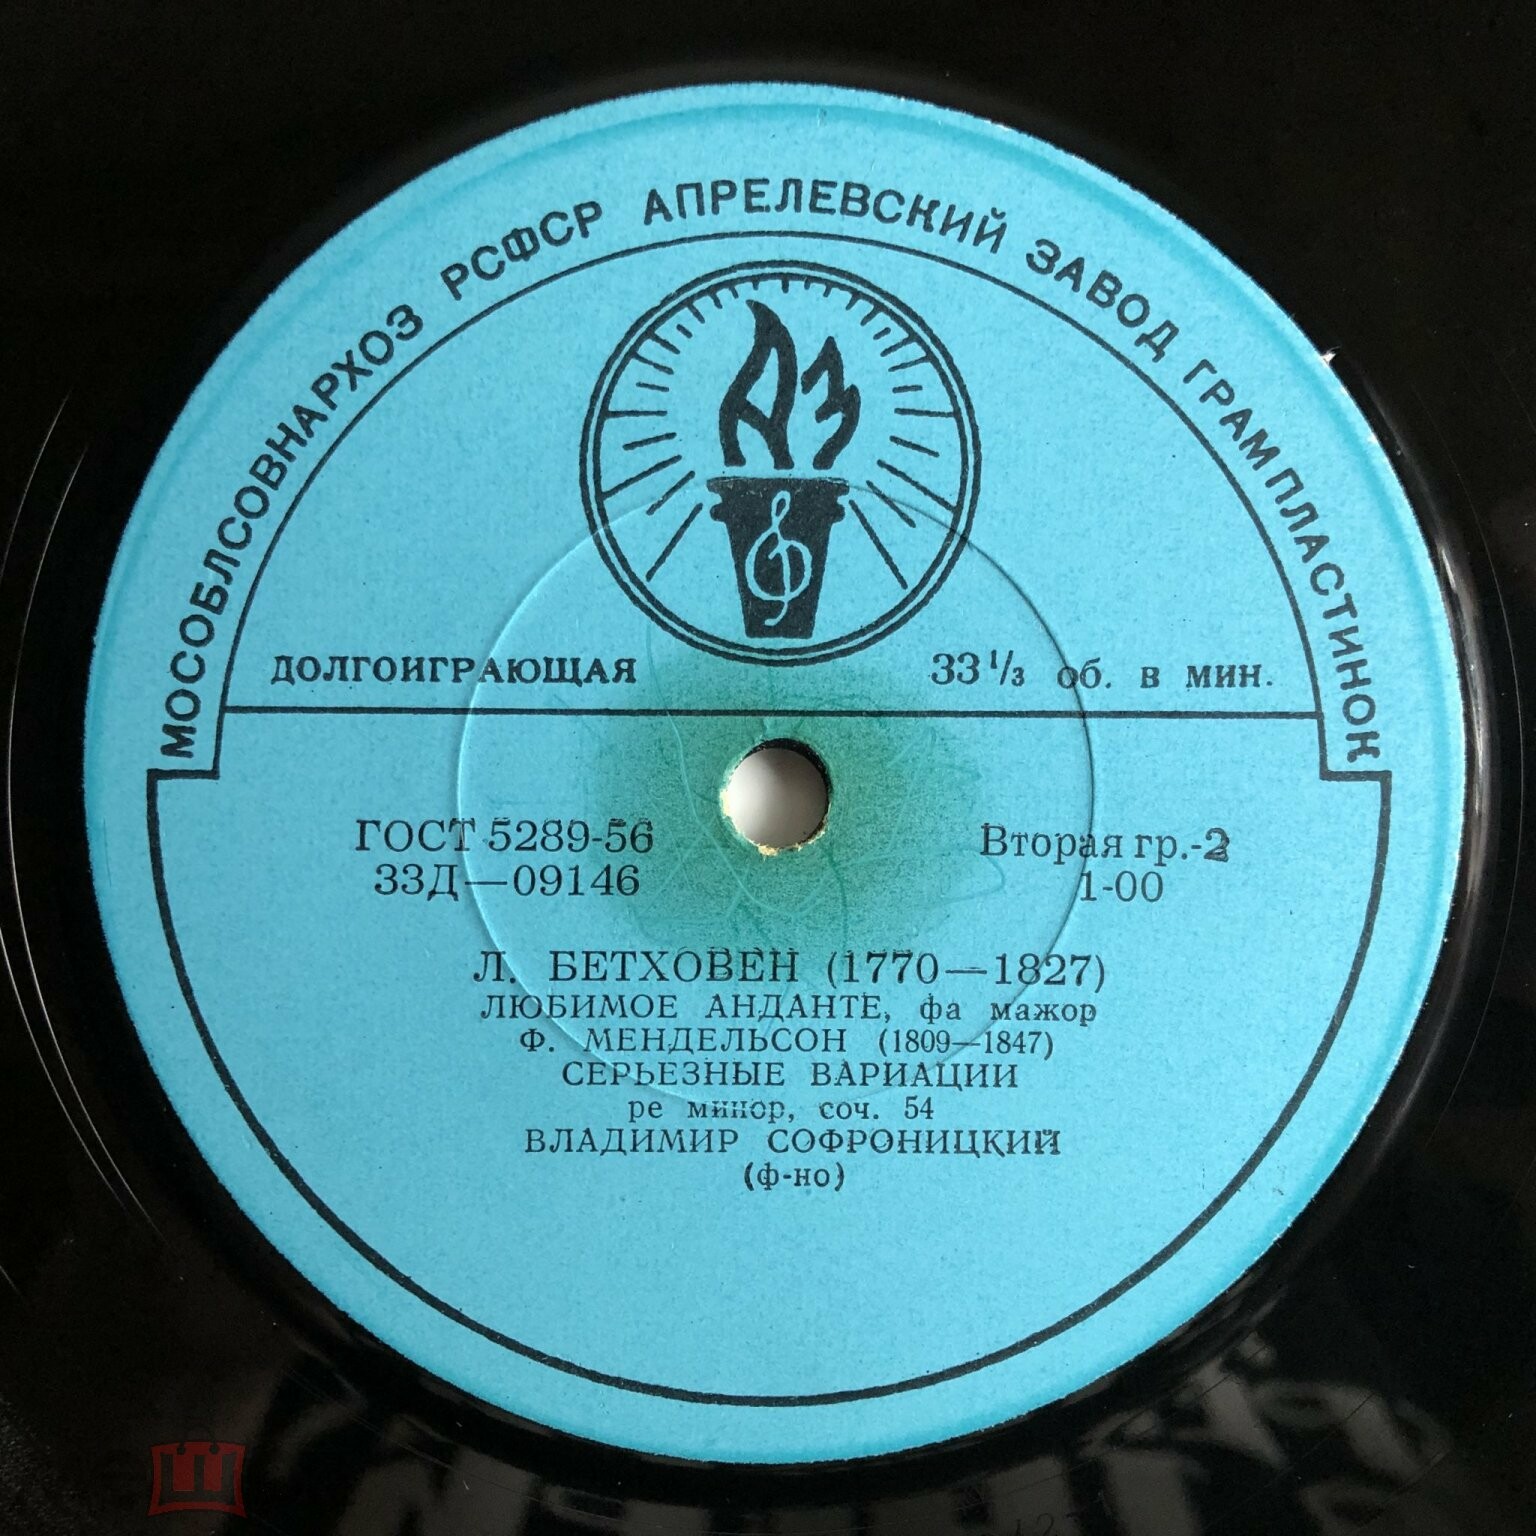 МОСОБЛСОВНАРХОЗ РСФСР АПРЕЛЕВСКИЙ ЗАВОД ГРАМПЛАСТИНОК
АЗ
ДОЛГОИГРАЮЩАЯ 33 1/3 об. в мин.
ГОСТ 5289-56 Вторая гр.-2
33Д—09146 1-00
Л. БЕТХОВЕН (1770—1827)
ЛЮБИМОЕ АНДАНТЕ, фа мажор
Ф. МЕНДЕЛЬСОН (1809—1847)
СЕРЬЕЗНЫЕ ВАРИАЦИИ
ре минор, соч. 54
ВЛАДИМИР СОФРОНИЦКИЙ
(ф-но)